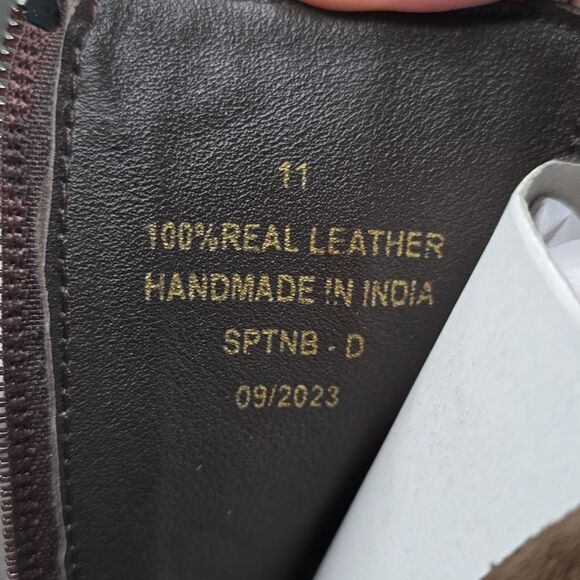 11
100%REAL LEATHER
HANDMADE IN INDIA
SPTNB - D
09/2023